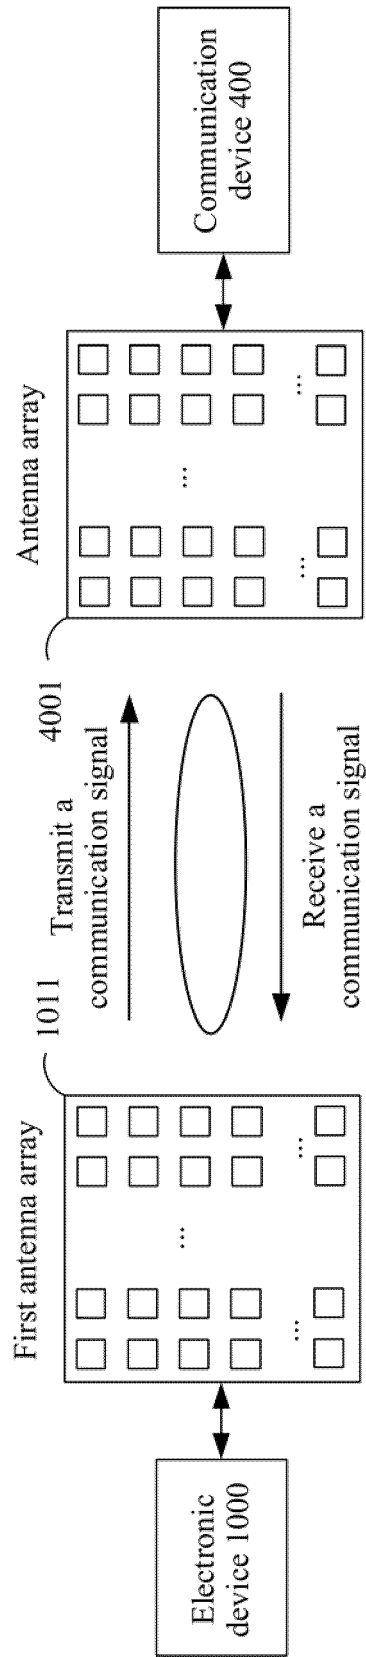 Electronic
device 1000
First antenna array
1011
...
...
...
Transmit a
communication signal
Receive a
communication signal
4001
Antenna array
...
...
...
Communication
device 400